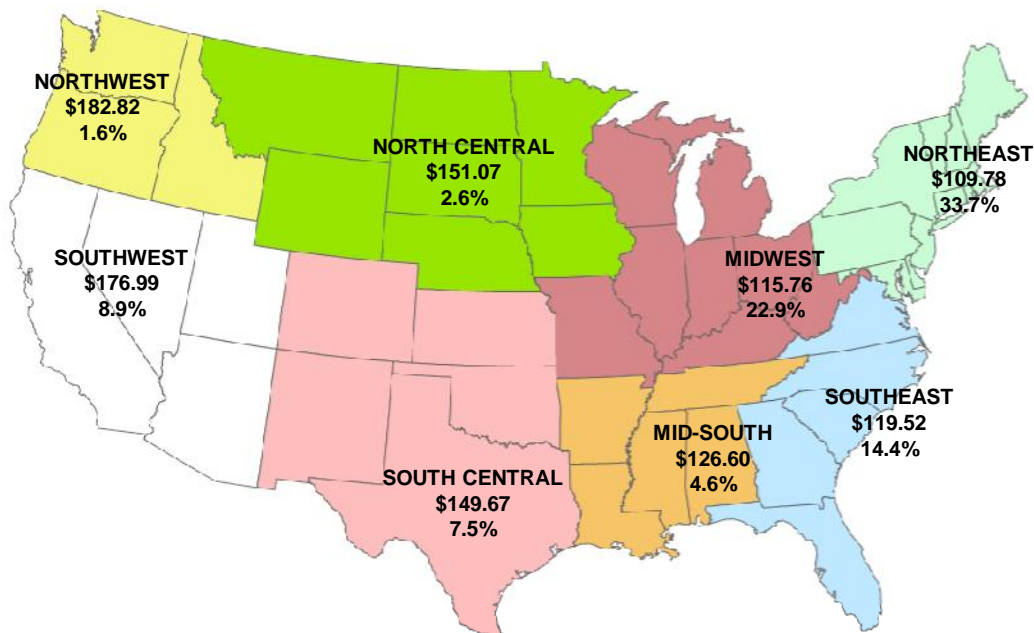 NORTHWEST
$182.82
1.6%
NORTH CENTRAL
$151.07
2.6%
NORTHEAST
$109.78
33.7%
SOUTHWEST
$176.99
8.9%
MIDWEST
$115.76
22.9%
SOUTHEAST
$119.52
14.4%
MID-SOUTH
$126.60
4.6%
SOUTH CENTRAL
$149.67
7.5%